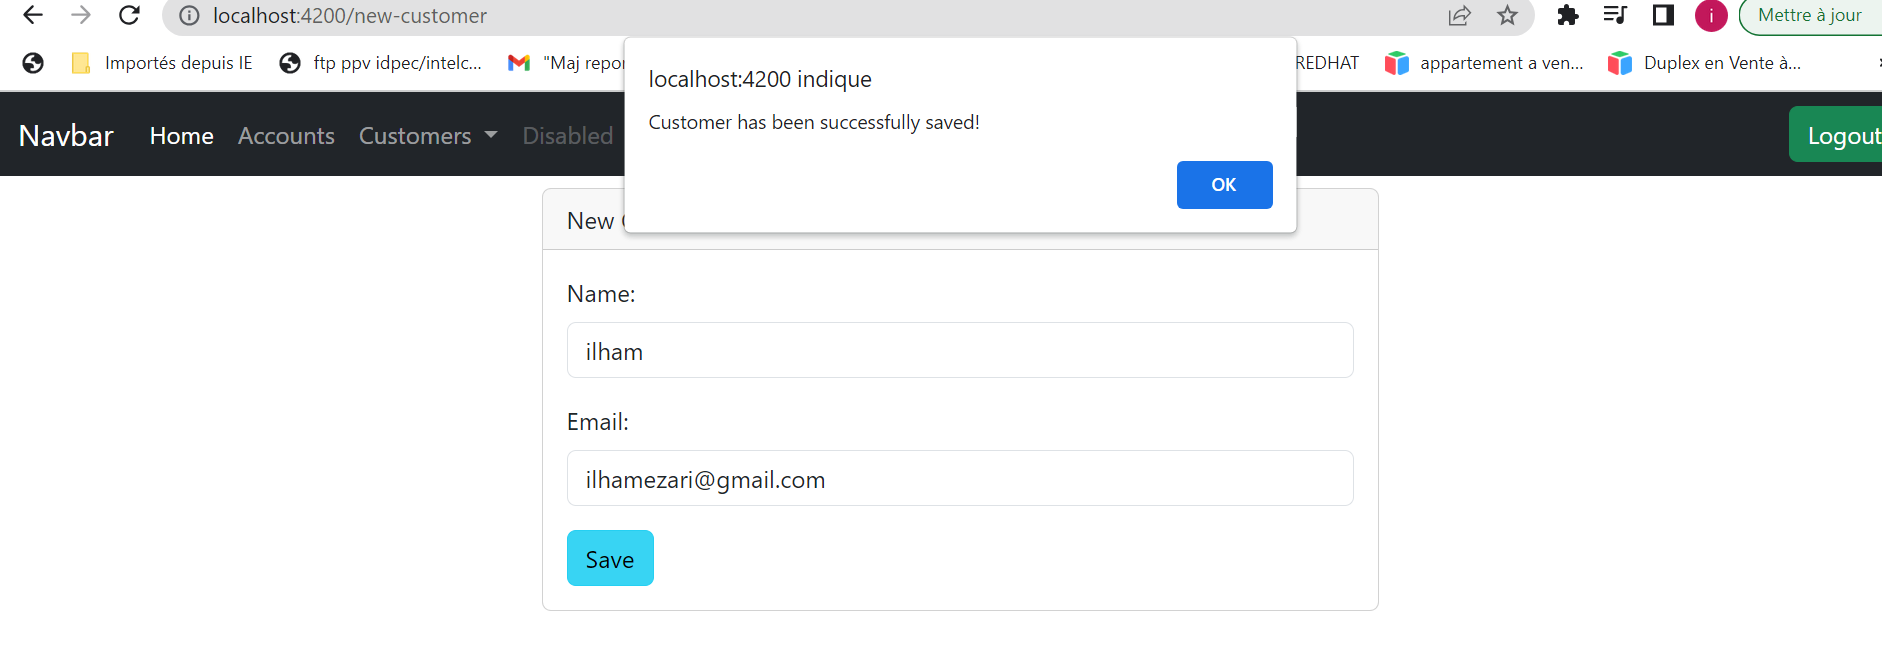 localhost:4200/new-customer
Mettre à jour
Importés depuis IE
ftp ppv idpec/intelc...
"Maj repor
REDHAT
appartement a ven...
Duplex en Vente à...
localhost:4200 indique
Customer has been successfully saved!
OK
Navbar
Home
Accounts
Customers
Disabled
Logout
New
Name:
ilham
Email:
ilhamezari@gmail.com
Save